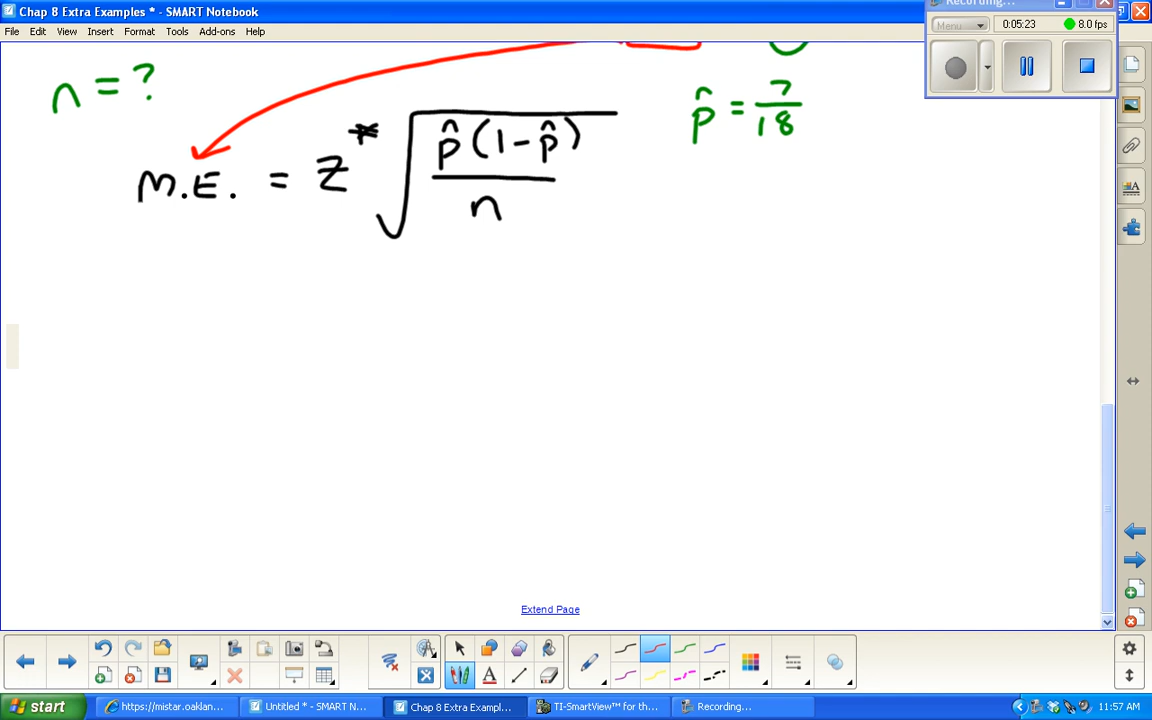 Chap 8 Extra Examples * - SMART Notebook
Recording...
File Edit View Insert Format Tools Add-ons Help
Menu 0:05:23 8.0 fps
n = ?
p̂ = 7/18
M.E. = z* √(p̂(1-p̂)/n)
Extend Page
A
start https://mistar.oaklan... Untitled * - SMART N... Chap 8 Extra Exampl... TI-SmartView™ for th... Recording... 11:57 AM